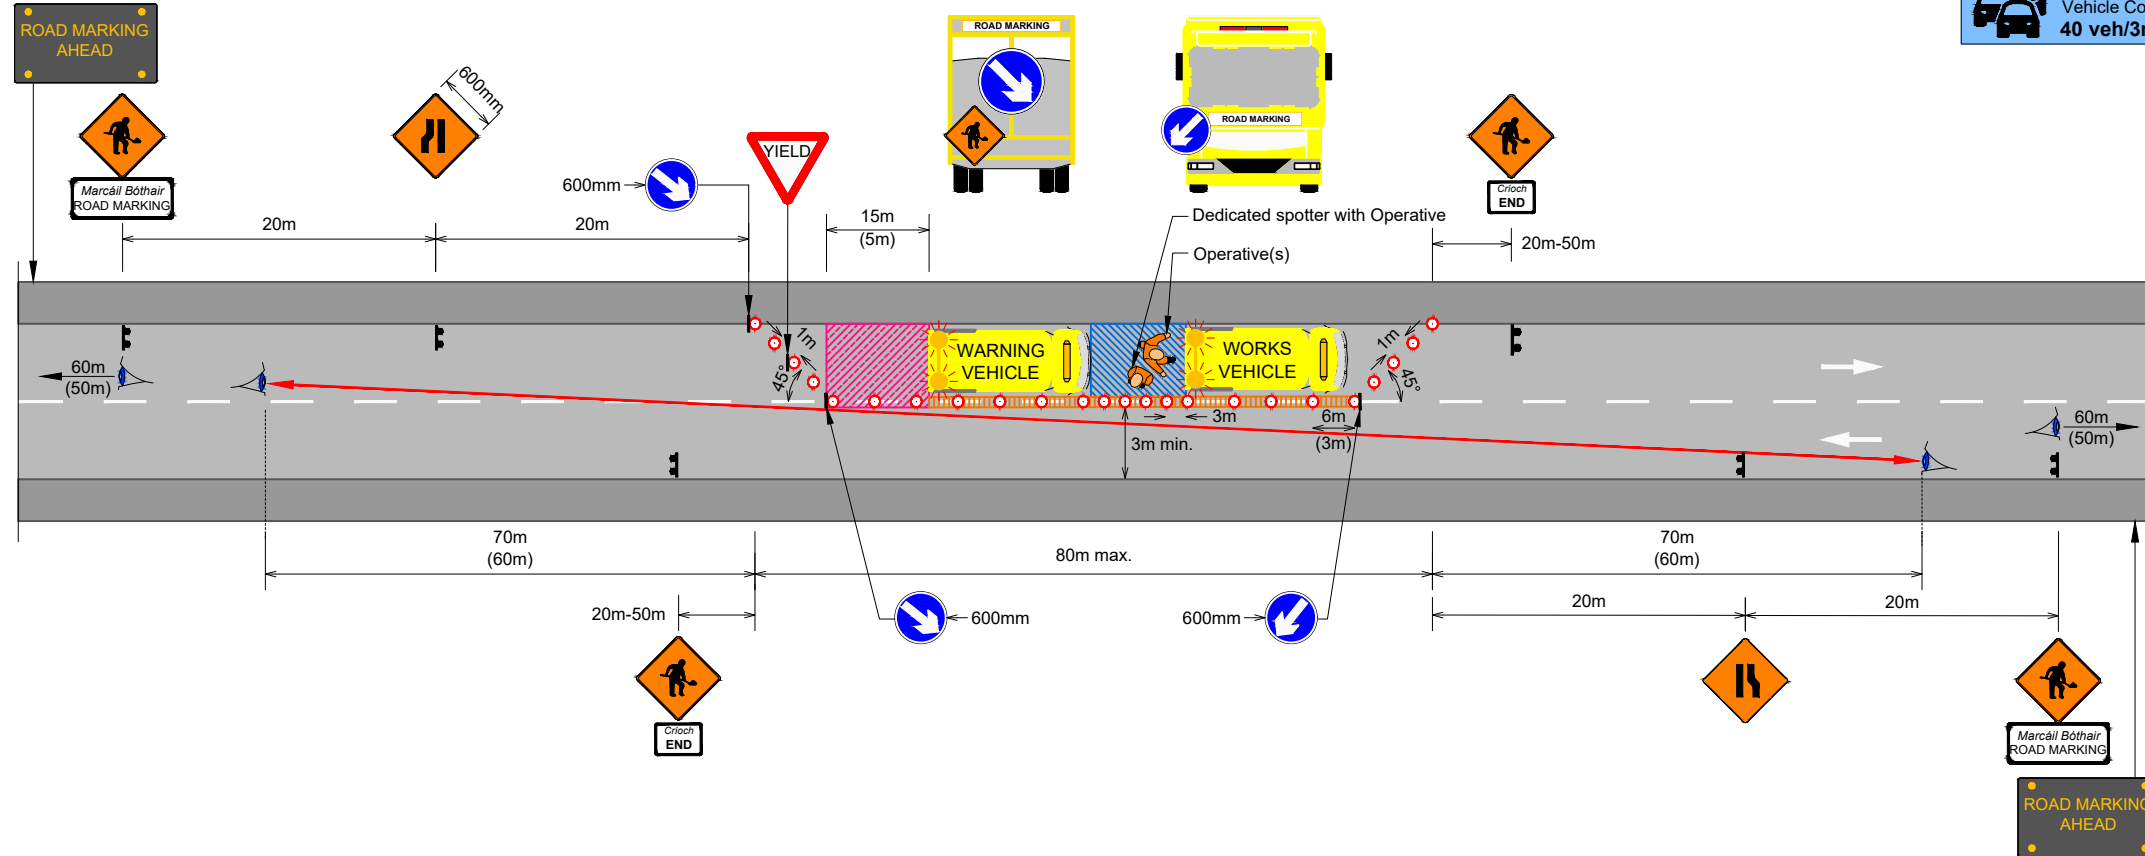 ROAD MARKING
AHEAD
Marcáil Bóthair
ROAD MARKING
600mm
600mm
YIELD
ROAD MARKING
ROAD MARKING
Vehicle
40
Críoch
END
20m
20m
15m
(5m)
Dedicated spotter with Operative
Operative(s)
20m-50m
1m
45°
WARNING
VEHICLE
WORKS
VEHICLE
1m
45°
60m
(50m)
3m
6m
(3m)
3m min.
60m
(50m)
70m
(60m)
80m max.
70m
(60m)
20m-50m
600mm
600mm
20m
20m
Críoch
END
Marcáil Bóthair
ROAD MARKING
ROAD MARKING
AHEAD